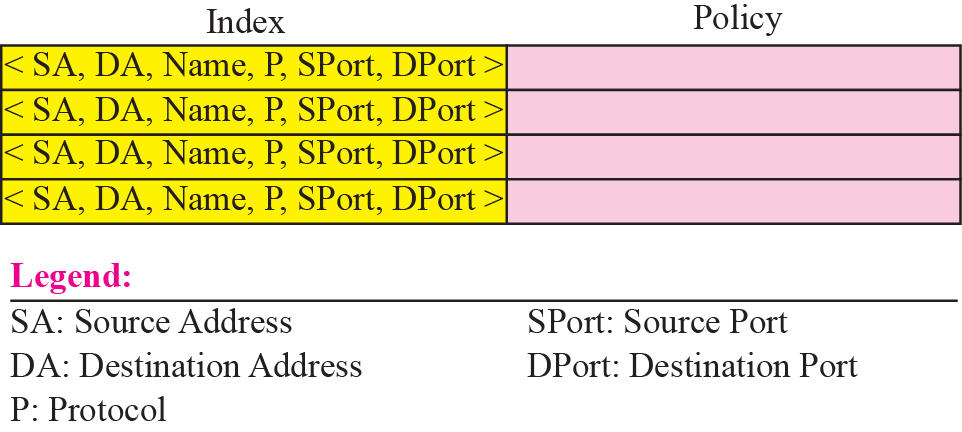 Index Policy
< SA, DA, Name, P, SPort, DPort >
< SA, DA, Name, P, SPort, DPort >
< SA, DA, Name, P, SPort, DPort >
< SA, DA, Name, P, SPort, DPort >
Legend:
SA: Source Address SPort: Source Port
DA: Destination Address DPort: Destination Port
P: Protocol